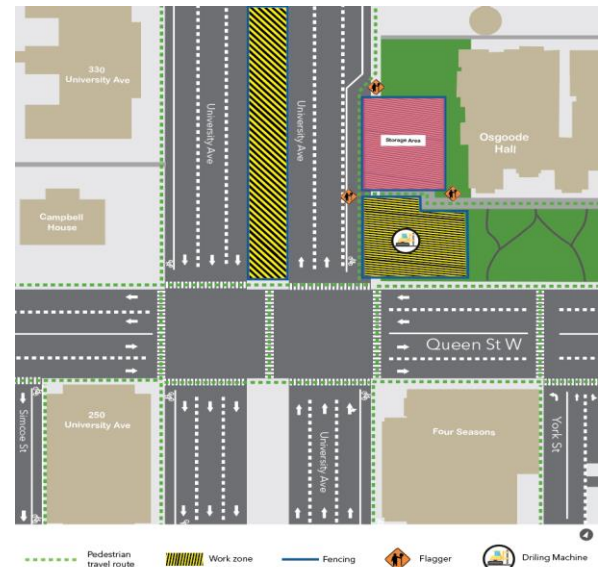 330
University Ave
University Ave
University Ave
Storage Area
Osgoode
Hall
Campbell
House
Queen St W
Simcoe St
250
University Ave
University Ave
Four Seasons
York St
Pedestrian
travel route
Work zone
Fencing
Flagger
Driling Machine